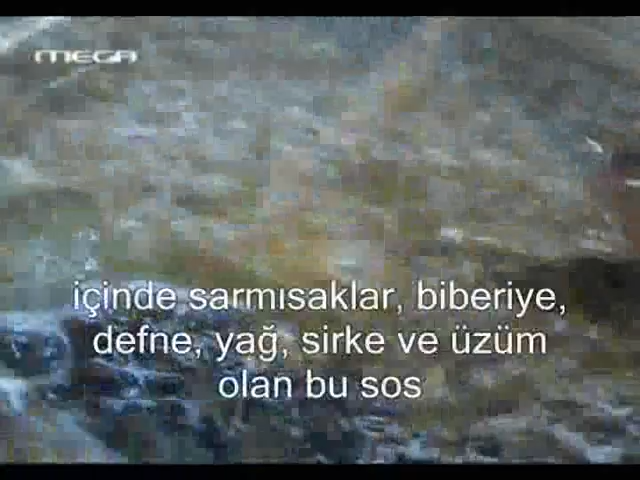 MEGA
içinde sarmısaklar, biberiye,
defne, yağ, sirke ve üzüm
olan bu sos